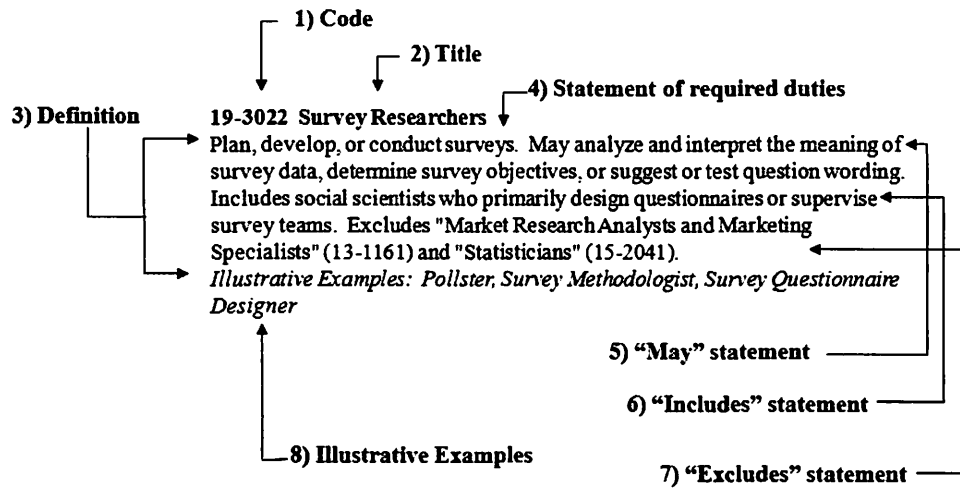 1) Code
2) Title
4) Statement of required duties
3) Definition
19-3022 Survey Researchers
Plan, develop, or conduct surveys. May analyze and interpret the meaning of
survey data, determine survey objectives, or suggest or test question wording.
Includes social scientists who primarily design questionnaires or supervise
survey teams. Excludes "Market Research Analysts and Marketing
Specialists" (13-1161) and "Statisticians" (15-2041).
Illustrative Examples: Pollster, Survey Methodologist, Survey Questionnaire
Designer
5) “May” statement
6) “Includes” statement
8) Illustrative Examples
7) “Excludes” statement